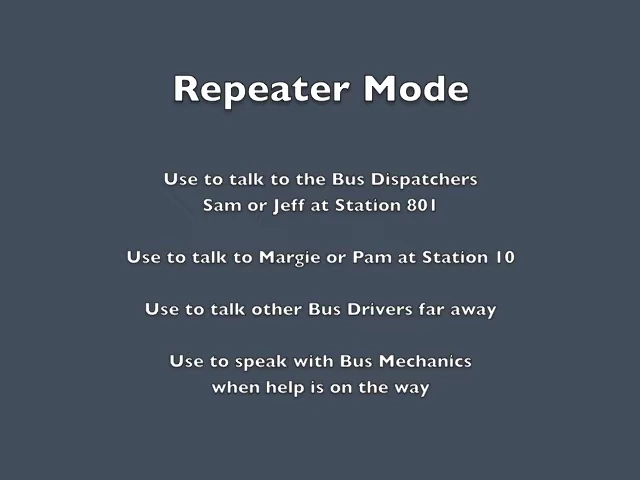 Repeater Mode
Use to talk to the Bus Dispatchers
Sam or Jeff at Station 801
Use to talk to Margie or Pam at Station 10
Use to talk other Bus Drivers far away
Use to speak with Bus Mechanics
when help is on the way